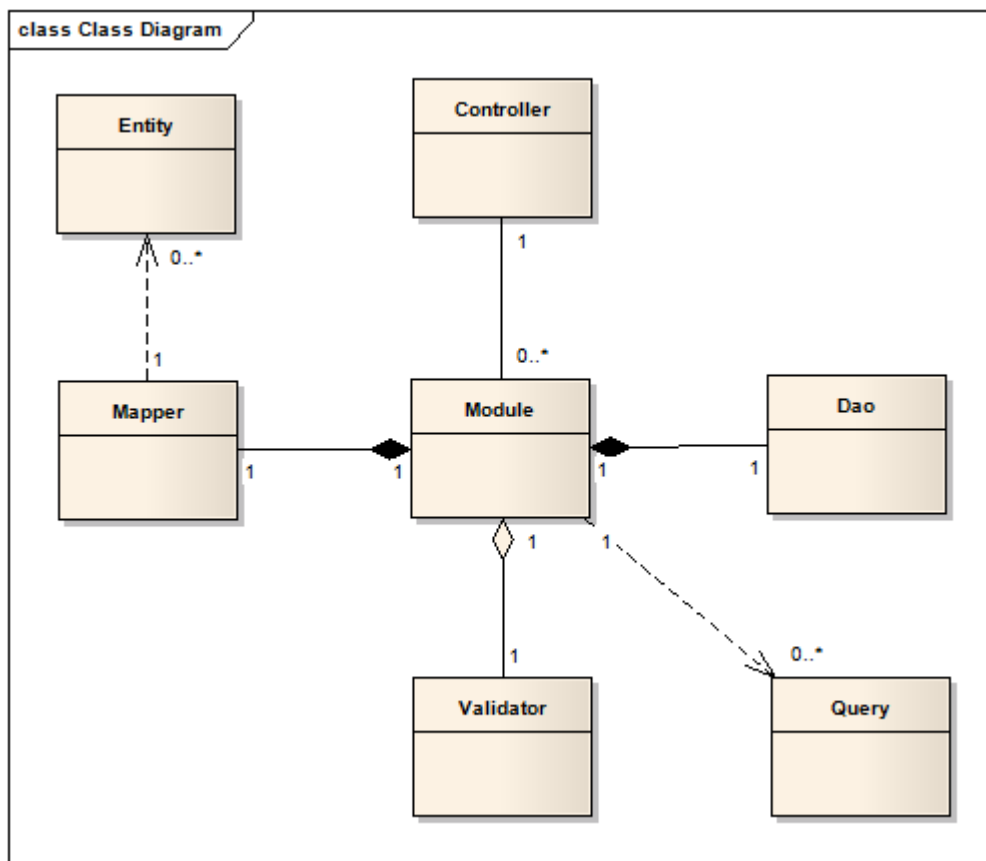 class Class Diagram
Entity
Controller
0..*
1
1
0..*
Mapper
Module
Dao
1
1
1
1
1
1
1
0..*
Validator
Query